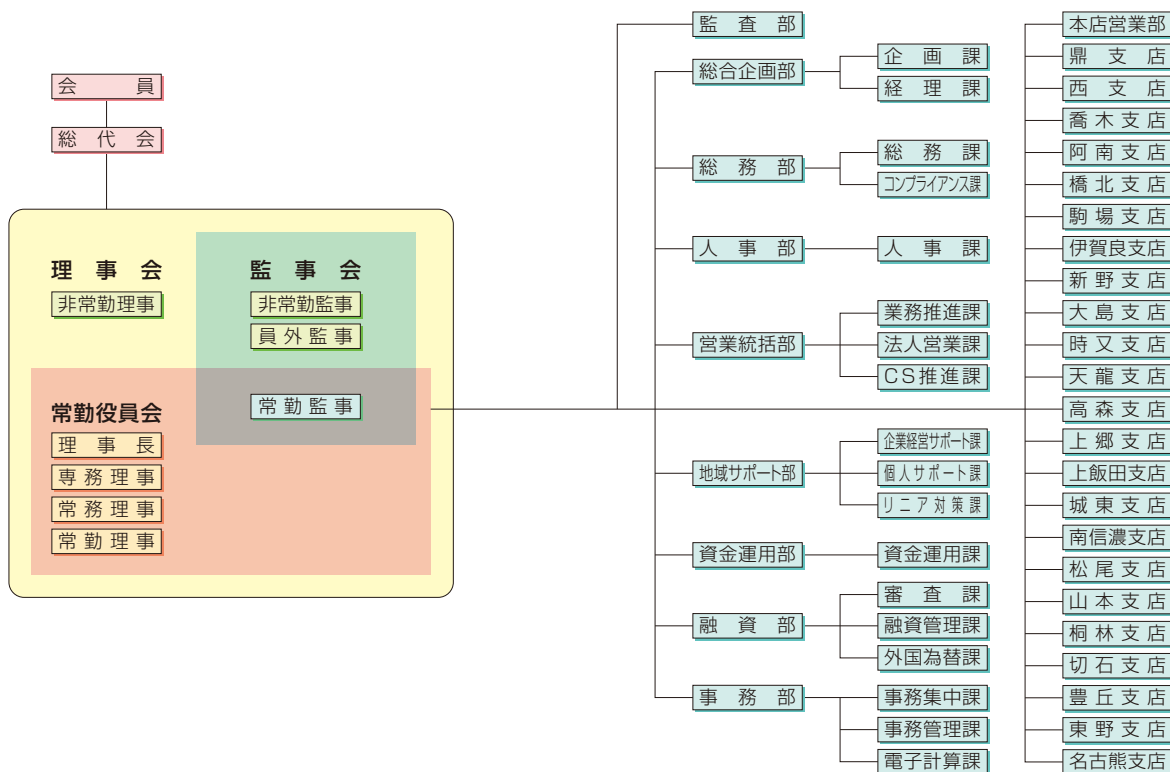 会員
総代会
理事会
非常勤理事
監事会
非常勤監事
員外監事
常勤監事
常勤役員会
理事長
専務理事
常務理事
常勤理事
監査部
総合企画部
企画課
経理課
総務部
総務課
コンプライアンス課
人事部
人事課
営業統括部
業務推進課
法人営業課
CS推進課
地域サポート部
企業経営サポート課
個人サポート課
リニア対策課
資金運用部
資金運用課
融資部
審査課
融資管理課
外国為替課
事務部
事務集中課
事務管理課
電子計算課
本店営業部
鼎支店
西支店
喬木支店
阿南支店
橋北支店
駒場支店
伊賀良支店
新野支店
大島支店
時又支店
天龍支店
高森支店
上郷支店
上飯田支店
城東支店
南信濃支店
松尾支店
山本支店
桐林支店
切石支店
豊丘支店
東野支店
名古熊支店